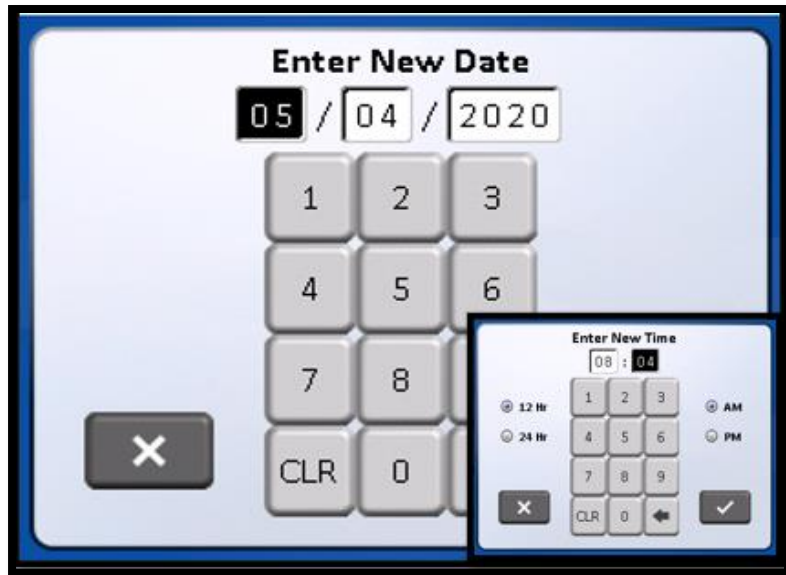 Enter New Date
05 / 04 / 2020
1 2 3
4 5 6
7 8
CLR 0
Enter New Time
08 : 04
1 2 3
12 Hr AM
24 Hr 4 5 6 PM
7 8 9
CLR 0